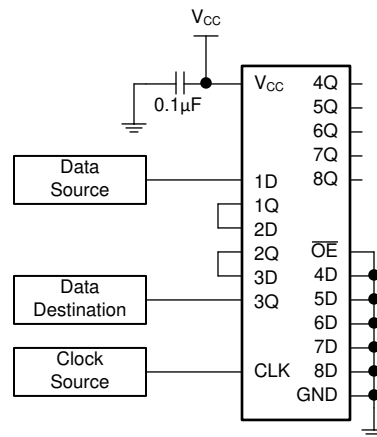 VCC
0.1µF
Data
Source
Data
Destination
Clock
Source
VCC
1D
1Q
2D
2Q
3D
3Q
CLK
4Q
5Q
6Q
7Q
8Q
OE
4D
5D
6D
7D
8D
GND